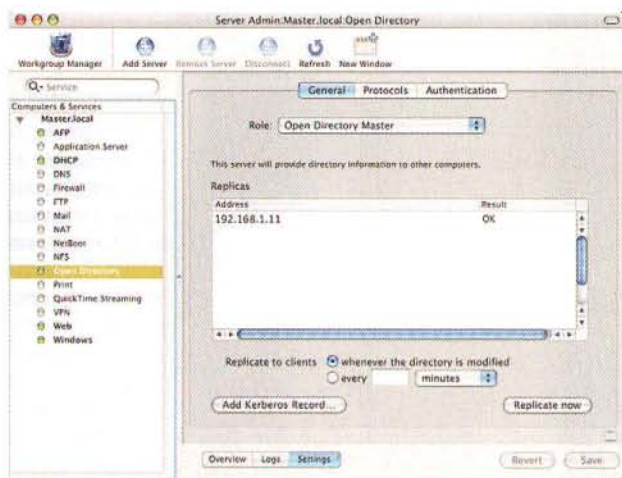 Server Admin:Master.local:Open Directory
Workgroup Manager Add Server Remove Server Disconnect Refresh New Window
Service
Computers & Services
Master.local
AFP
Application Server
DHCP
DNS
Firewall
FTP
Mail
NAT
NetBoot
NFS
Open Directory
Print
QuickTime Streaming
VPN
Web
Windows
General Protocols Authentication
Role: Open Directory Master
This server will provide directory information to other computers.
Replicas
Address Result
192.168.1.11 OK
Replicate to clients whenever the directory is modified
every minutes
Add Kerberos Record... Replicate now
Overview Logs Settings Revert Save